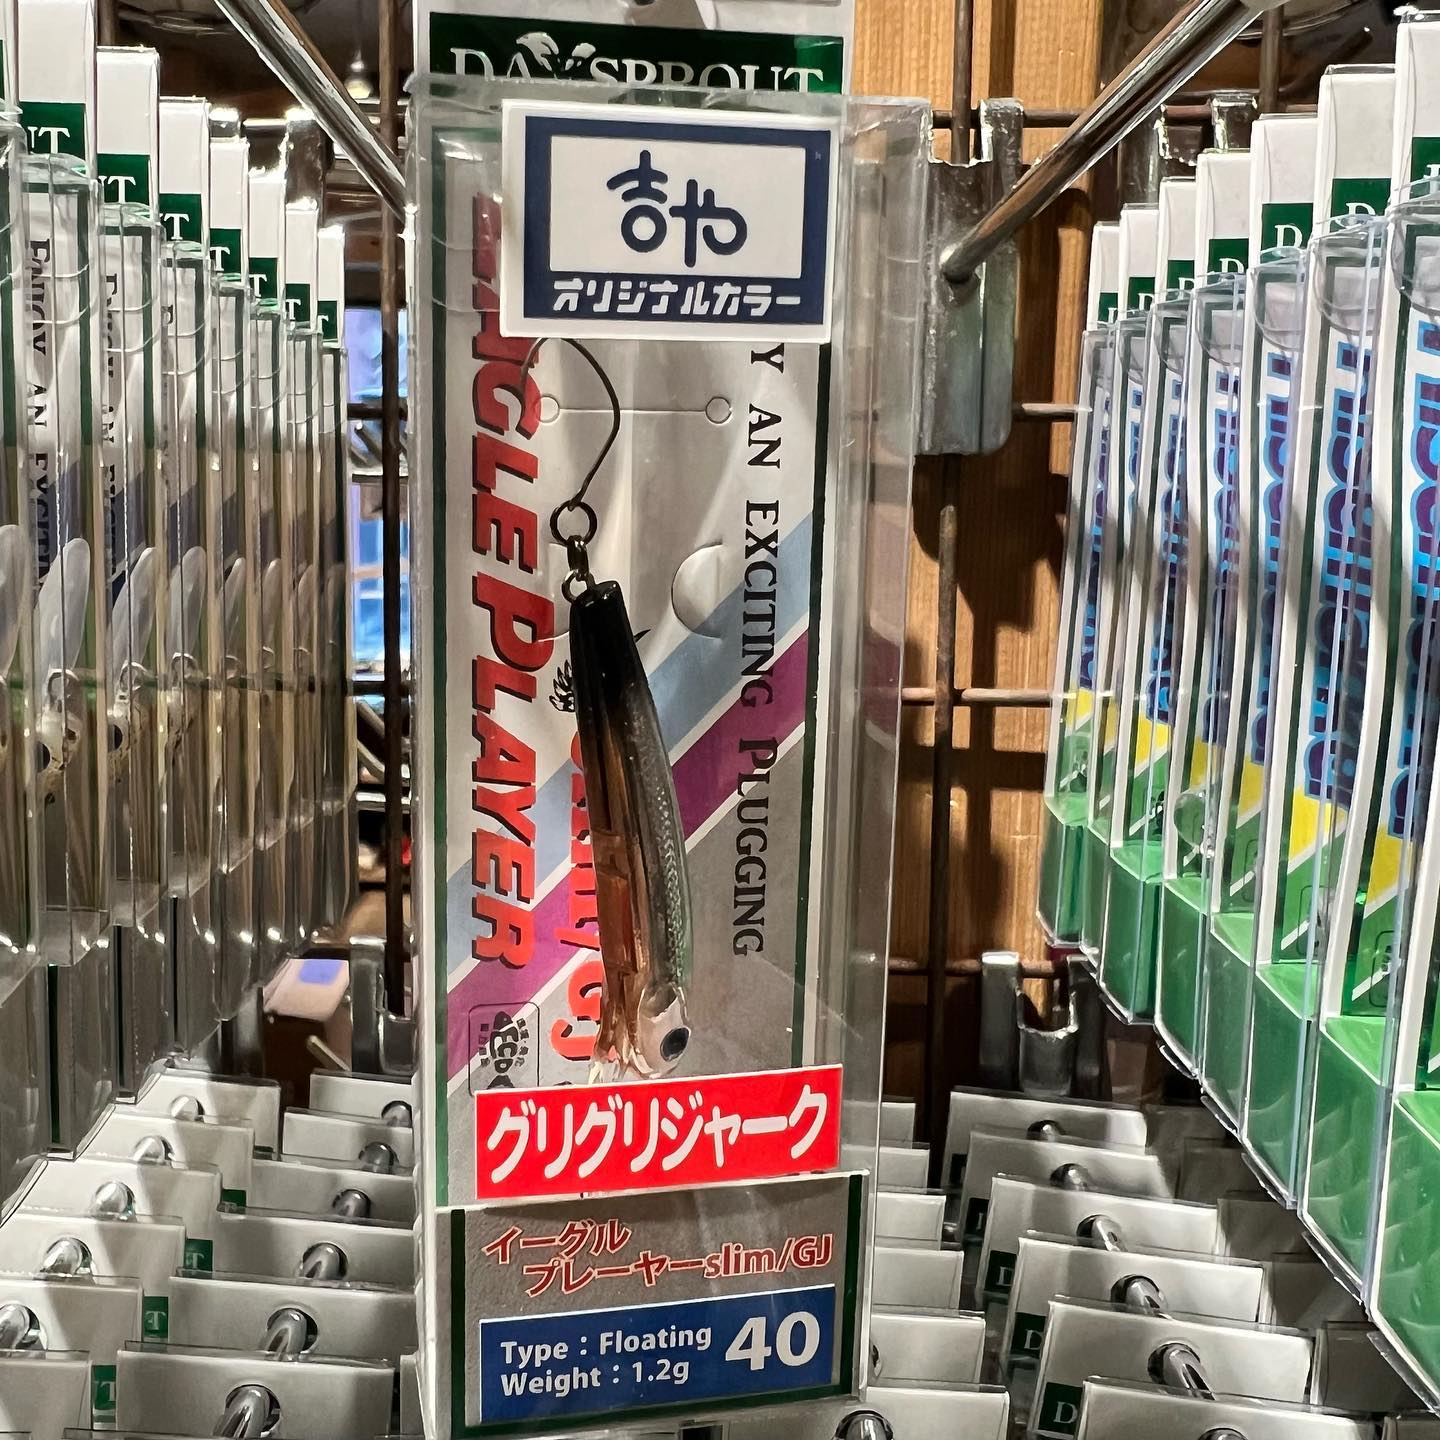 DAYSPROUT
吉や
オリジナルカラー
EAGLE PLAYER
Y AN EXCITING PLUGGING
グリグリジャーク
イーグル
プレーヤーslim/GJ
Type：Floating
Weight：1.2g
40